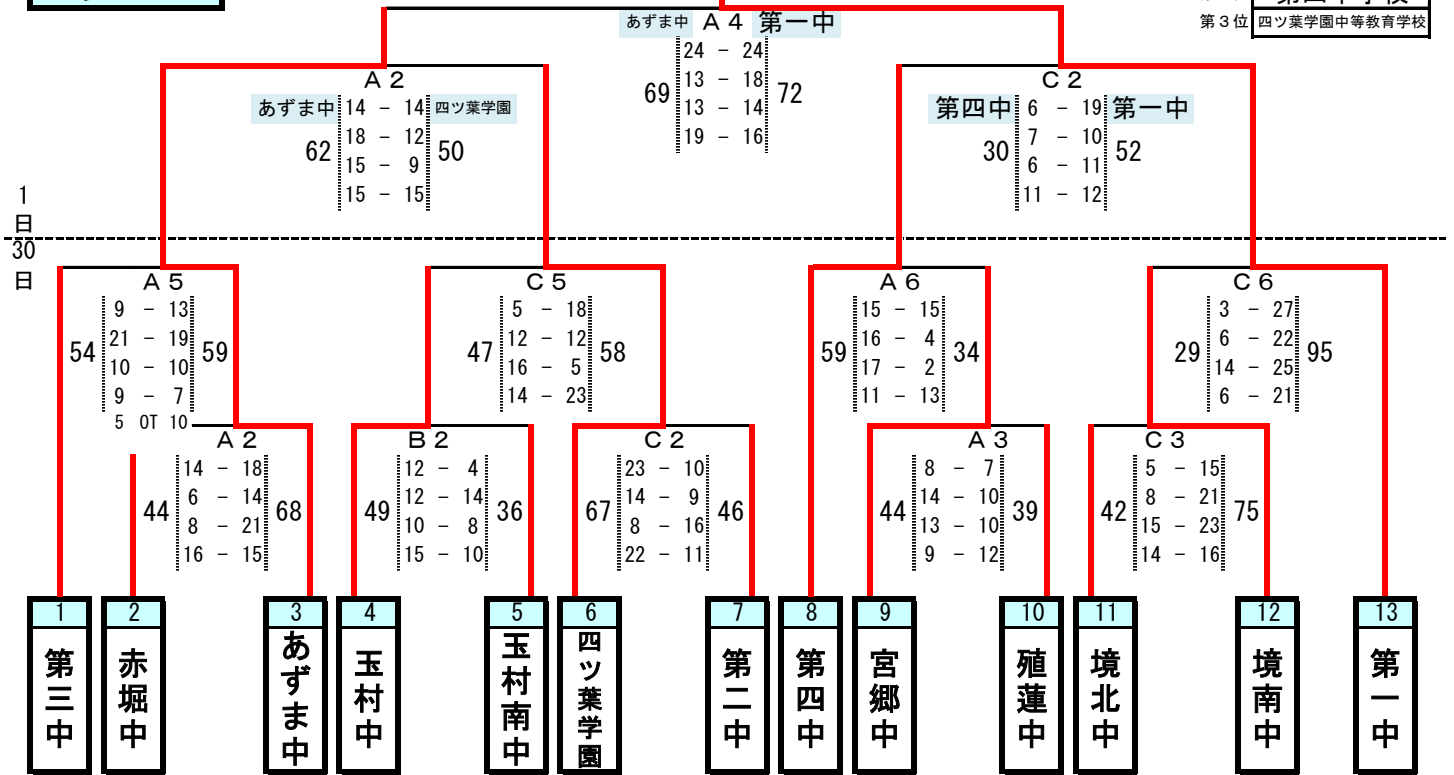 第３位 四ツ葉学園中等教育学校
あずま中 Ａ４ 第一中
24 - 24
13 - 18
69 72
13 - 14
19 - 16
Ａ２
あずま中 14 - 14 四ツ葉学園
18 - 12
62 50
15 - 9
15 - 15
Ｃ２
第四中 6 - 19 第一中
7 - 10
30 52
6 - 11
11 - 12
1
日
30
日
Ａ５
9 - 13
21 - 19
54 59
10 - 10
9 - 7
5 OT 10
Ｃ５
5 - 18
12 - 12
47 58
16 - 5
14 - 23
Ａ６
15 - 15
16 - 4
59 34
17 - 2
11 - 13
Ｃ６
3 - 27
6 - 22
29 95
14 - 25
6 - 21
Ａ２
14 - 18
6 - 14
44 68
8 - 21
16 - 15
Ｂ２
12 - 4
12 - 14
49 36
10 - 8
15 - 10
Ｃ２
23 - 10
14 - 9
67 46
8 - 16
22 - 11
Ａ３
8 - 7
14 - 10
44 39
13 - 10
9 - 12
Ｃ３
5 - 15
8 - 21
42 75
15 - 23
14 - 16
1 2 3 4 5 6 7 8 9 10 11 12 13
第三中
赤堀中
あずま中
玉村中
玉村南中
四ツ葉学園
第二中
第四中
宮郷中
殖蓮中
境北中
境南中
第一中